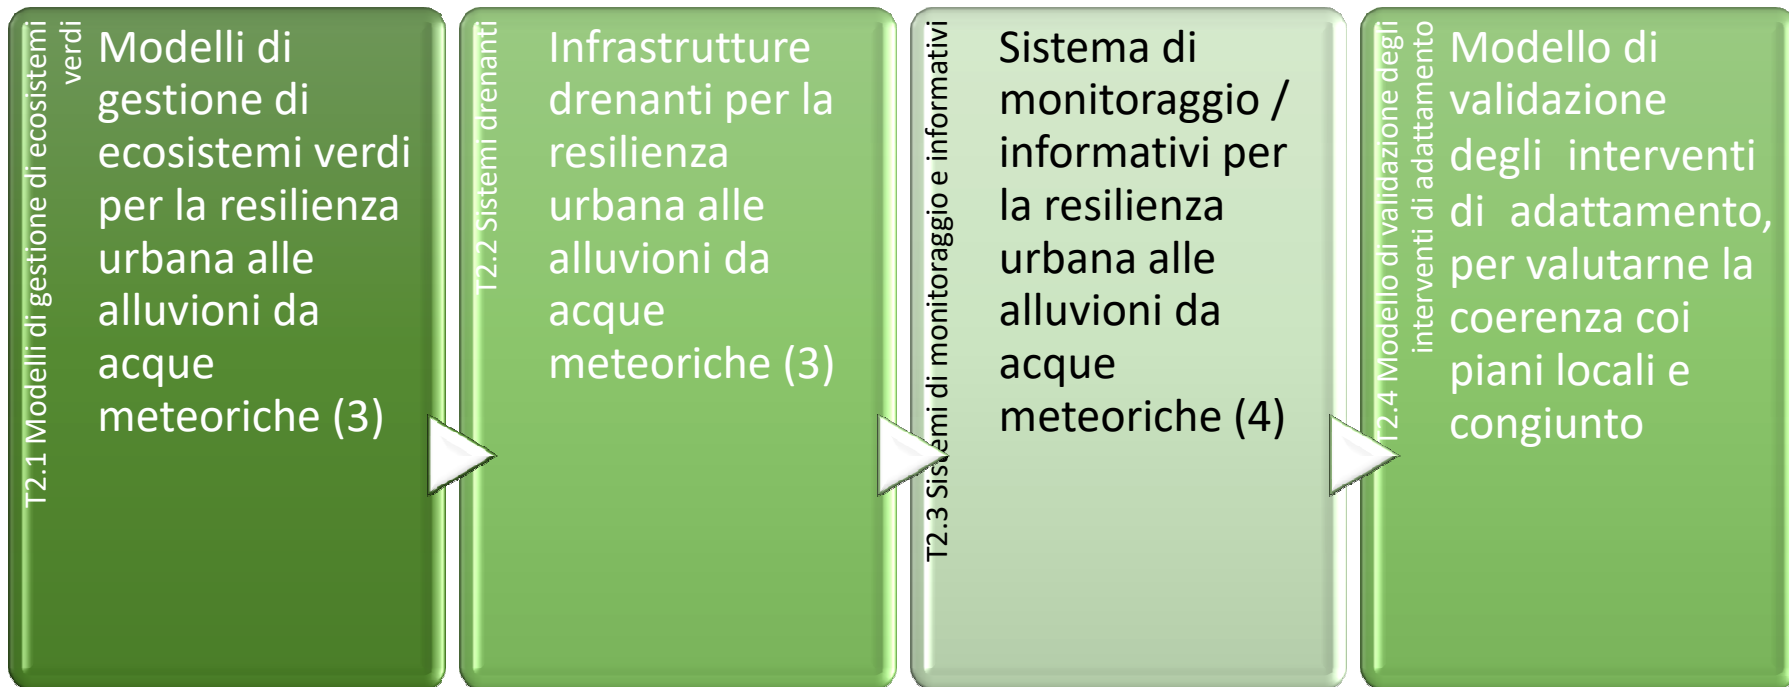 T2.1 Modelli di gestione di ecosistemi
verdi
Modelli di
gestione di
ecosistemi verdi
per la resilienza
urbana alle
alluvioni da
acque
meteoriche (3)
T2.2 Sistemi drenanti
Infrastrutture
drenanti per la
resilienza
urbana alle
alluvioni da
acque
meteoriche (3)
T2.3 Sistemi di monitoraggio e informativi
Sistema di
monitoraggio /
informativi per
la resilienza
urbana alle
alluvioni da
acque
meteoriche (4)
T2.4 Modello di validazione degli
interventi di adattamento
Modello di
validazione
degli interventi
di adattamento,
per valutarne la
coerenza coi
piani locali e
congiunto